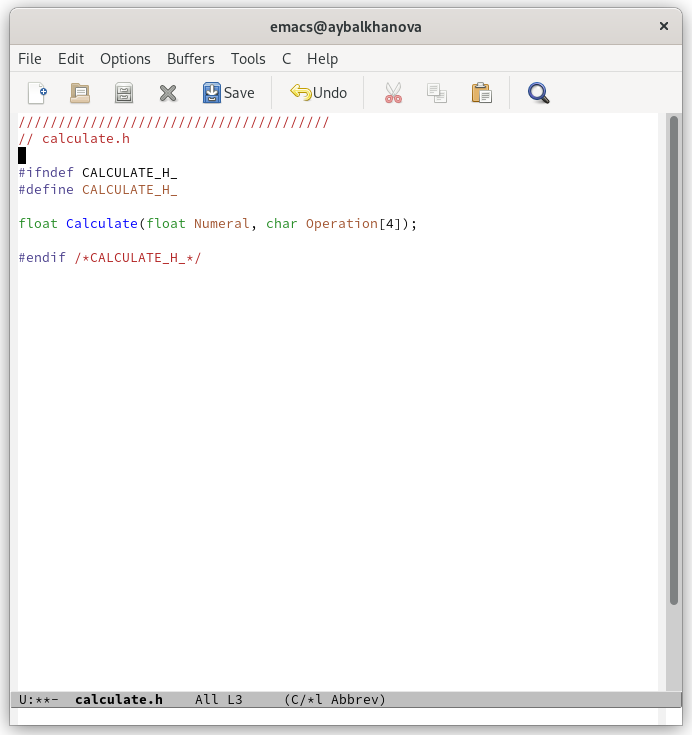 emacs@aybalkhanova ×
File Edit Options Buffers Tools C Help
Save Undo
///////////////////////////////////////
// calculate.h
#ifndef CALCULATE_H_
#define CALCULATE_H_
float Calculate(float Numeral, char Operation[4]);
#endif /*CALCULATE_H_*/
U:**- calculate.h All L3 (C/*l Abbrev)